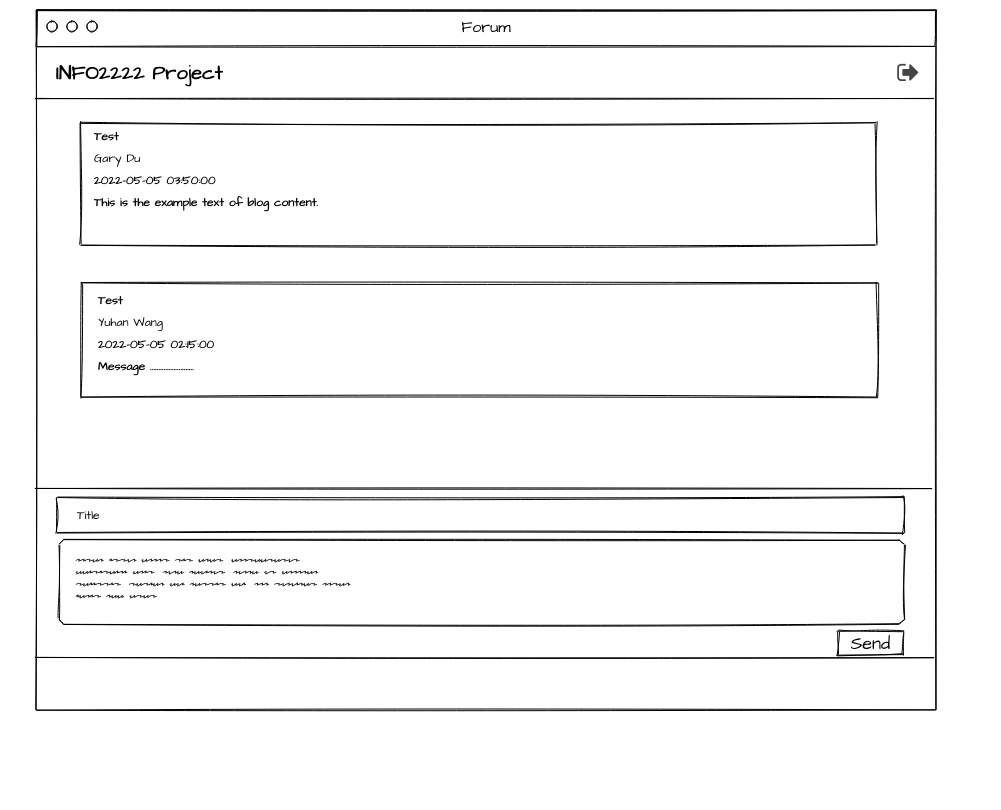 Forum
INFO2222 Project
Test
Gary Du
2022-05-05 03:50:00
This is the example text of blog content.
Test
Yuhan Wang
2022-05-05 02:15:00
Message ......................
Title
Send